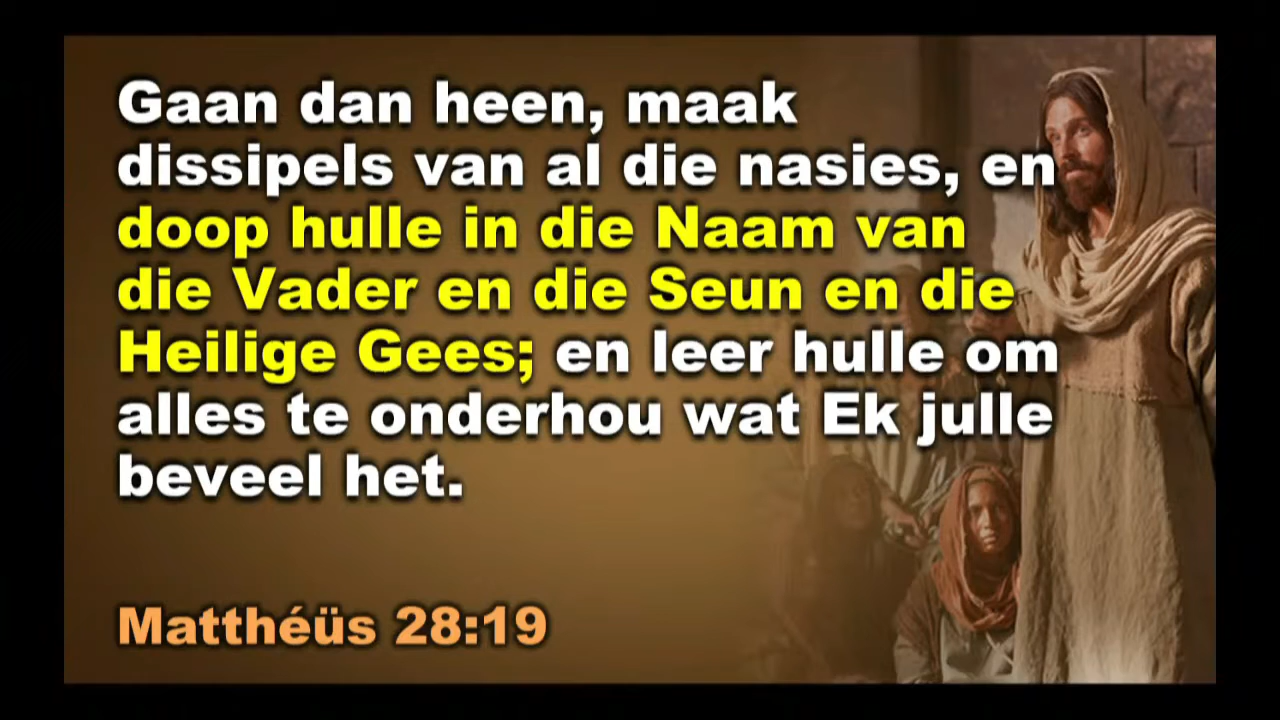 Gaan dan heen, maak
dissipels van al die nasies, en
doop hulle in die Naam van
die Vader en die Seun en die
Heilige Gees; en leer hulle om
alles te onderhou wat Ek julle
beveel het.
Matthéüs 28:19